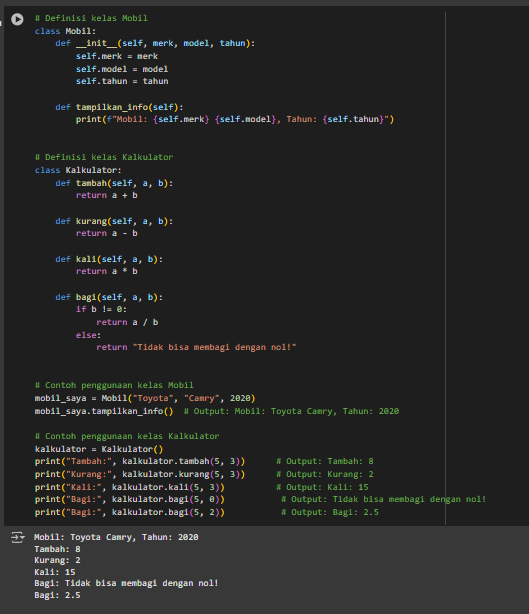 # Definisi kelas Mobil
class Mobil:
    def __init__(self, merk, model, tahun):
        self.merk = merk
        self.model = model
        self.tahun = tahun

    def tampilkan_info(self):
        print(f"Mobil: {self.merk} {self.model}, Tahun: {self.tahun}")

# Definisi kelas Kalkulator
class Kalkulator:
    def tambah(self, a, b):
        return a + b

    def kurang(self, a, b):
        return a - b

    def kali(self, a, b):
        return a * b

    def bagi(self, a, b):
        if b != 0:
            return a / b
        else:
            return "Tidak bisa membagi dengan nol!"

# Contoh penggunaan kelas Mobil
mobil_saya = Mobil("Toyota", "Camry", 2020)
mobil_saya.tampilkan_info()  # Output: Mobil: Toyota Camry, Tahun: 2020

# Contoh penggunaan kelas Kalkulator
kalkulator = Kalkulator()
print("Tambah:", kalkulator.tambah(5, 3))      # Output: Tambah: 8
print("Kurang:", kalkulator.kurang(5, 3))      # Output: Kurang: 2
print("Kali:", kalkulator.kali(5, 3))          # Output: Kali: 15
print("Bagi:", kalkulator.bagi(5, 0))           # Output: Tidak bisa membagi dengan nol!
print("Bagi:", kalkulator.bagi(5, 2))           # Output: Bagi: 2.5

Mobil: Toyota Camry, Tahun: 2020
Tambah: 8
Kurang: 2
Kali: 15
Bagi: Tidak bisa membagi dengan nol!
Bagi: 2.5